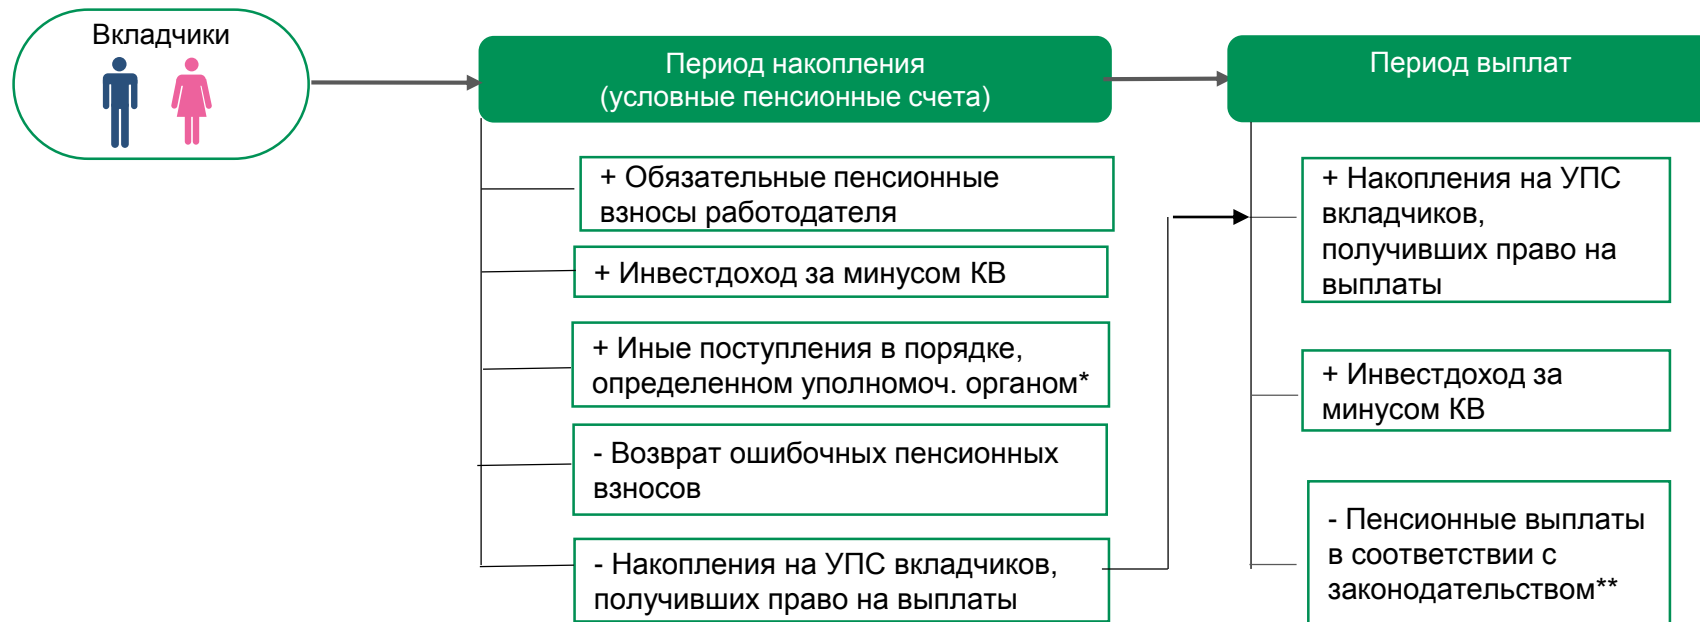 Вкладчики
Период накопления
(условные пенсионные счета)
+ Обязательные пенсионные
взносы работодателя
+ Инвестдоход за минусом КВ
+ Иные поступления в порядке,
определенном уполномоч. органом*
- Возврат ошибочных пенсионных
взносов
- Накопления на УПС вкладчиков,
получивших право на выплаты
Период выплат
+ Накопления на УПС
вкладчиков,
получивших право на
выплаты
+ Инвестдоход за
минусом КВ
- Пенсионные выплаты
в соответствии с
законодательством**